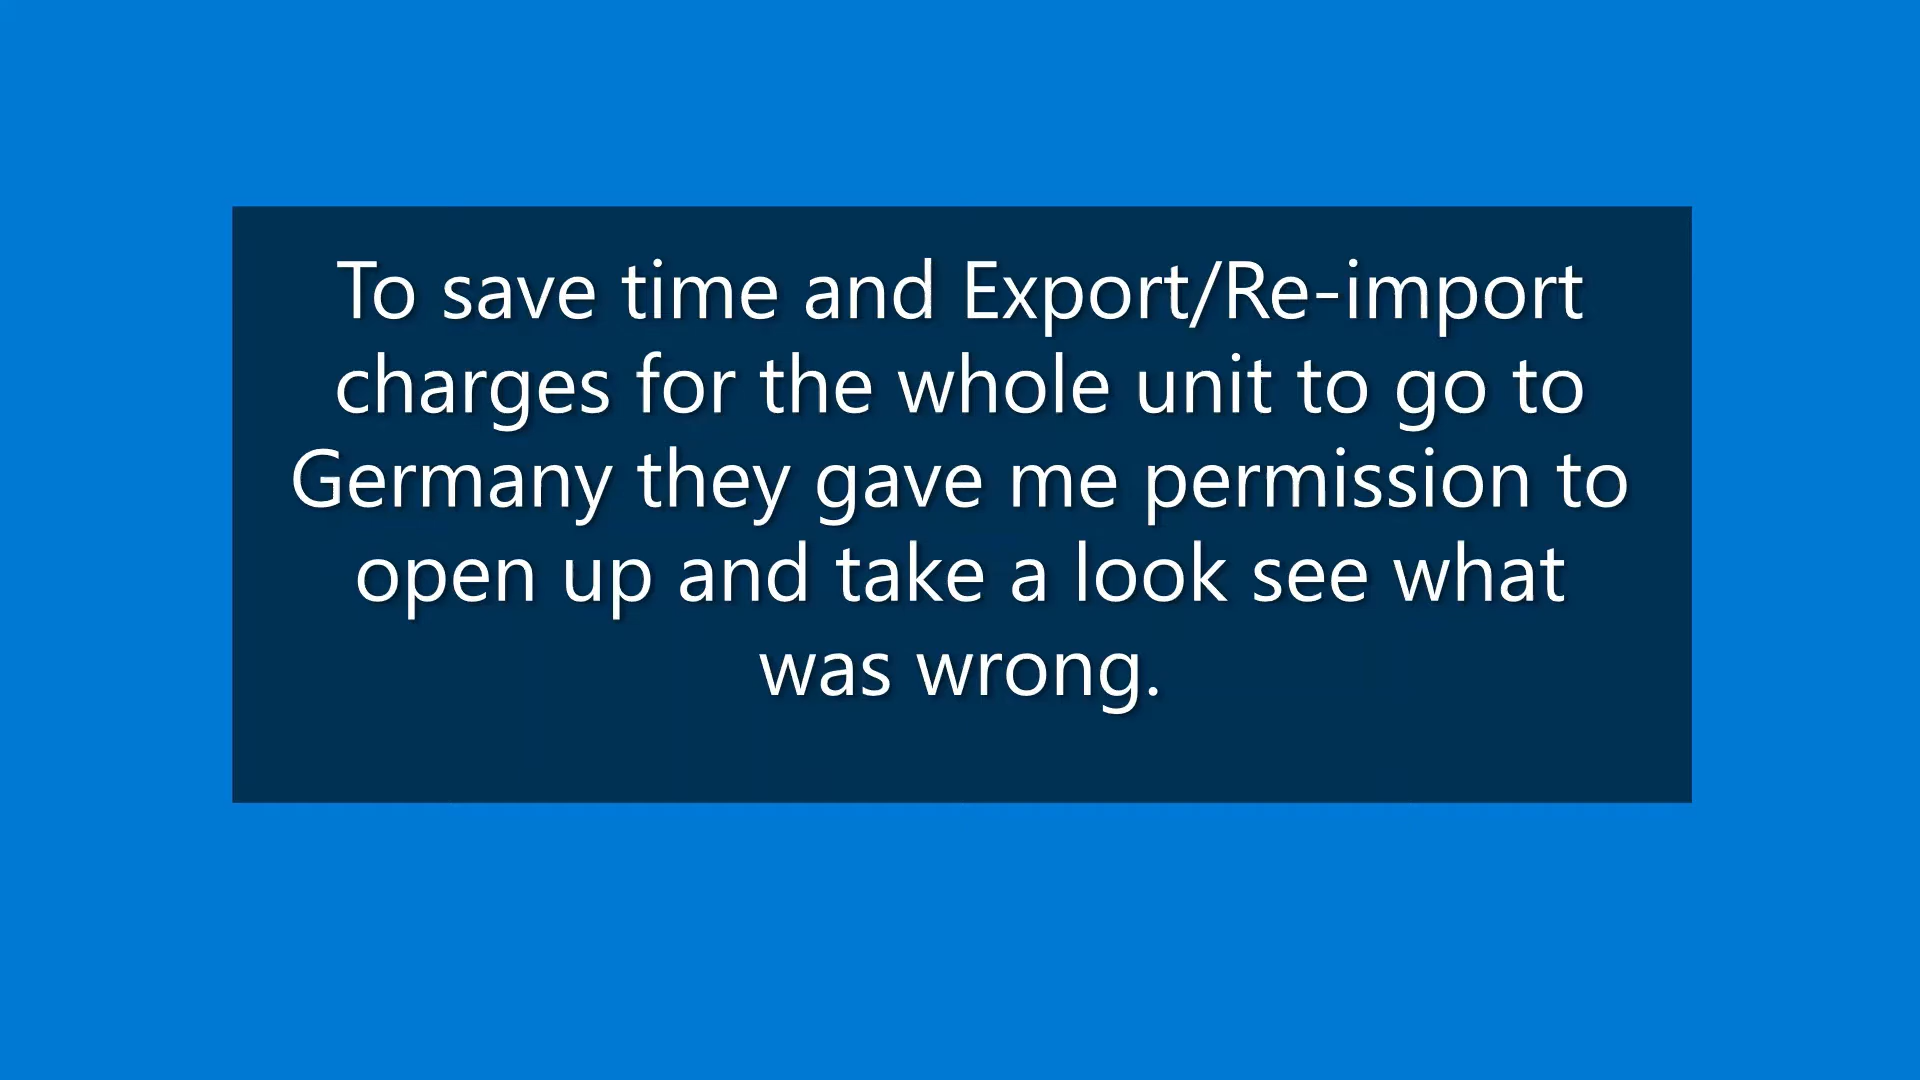 To save time and Export/Re-import
charges for the whole unit to go to
Germany they gave me permission to
open up and take a look see what
was wrong.